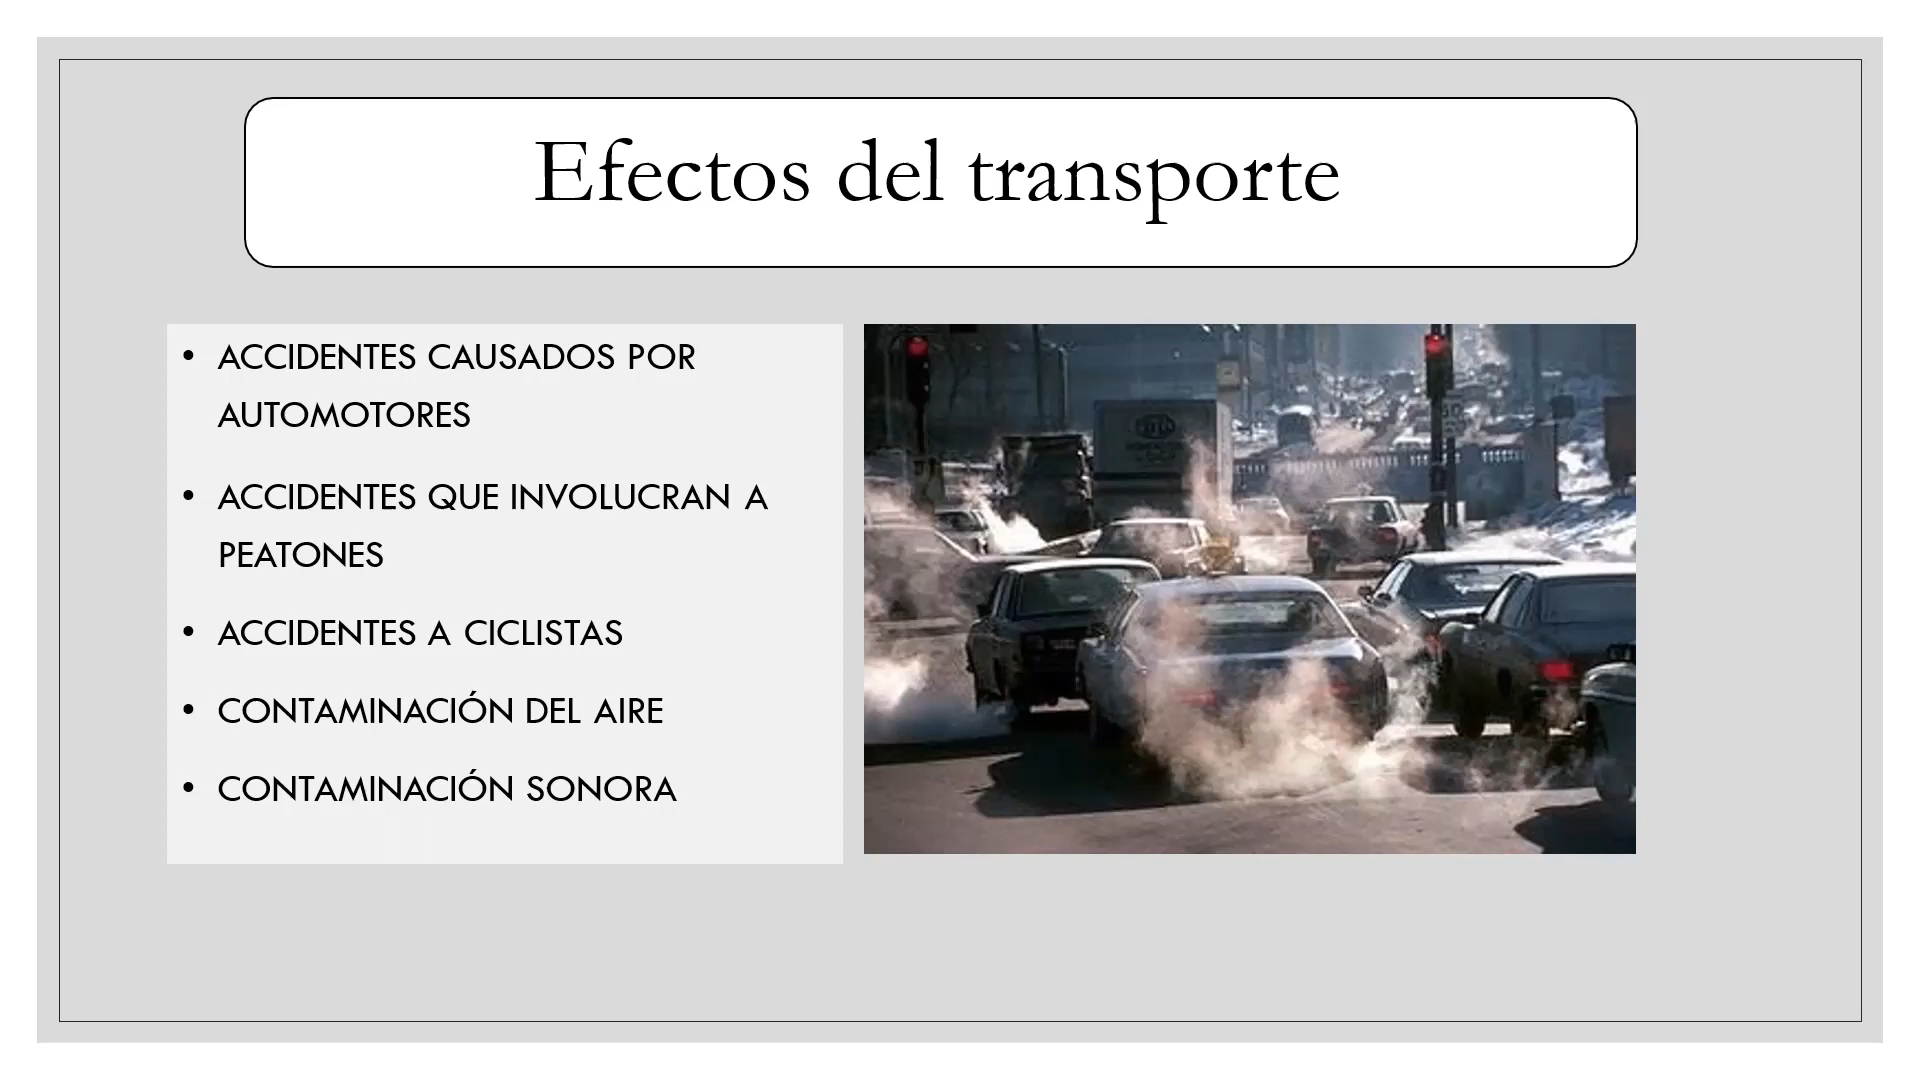 Efectos del transporte
• ACCIDENTES CAUSADOS POR
AUTOMOTORES
• ACCIDENTES QUE INVOLUCRAN A
PEATONES
• ACCIDENTES A CICLISTAS
• CONTAMINACIÓN DEL AIRE
• CONTAMINACIÓN SONORA